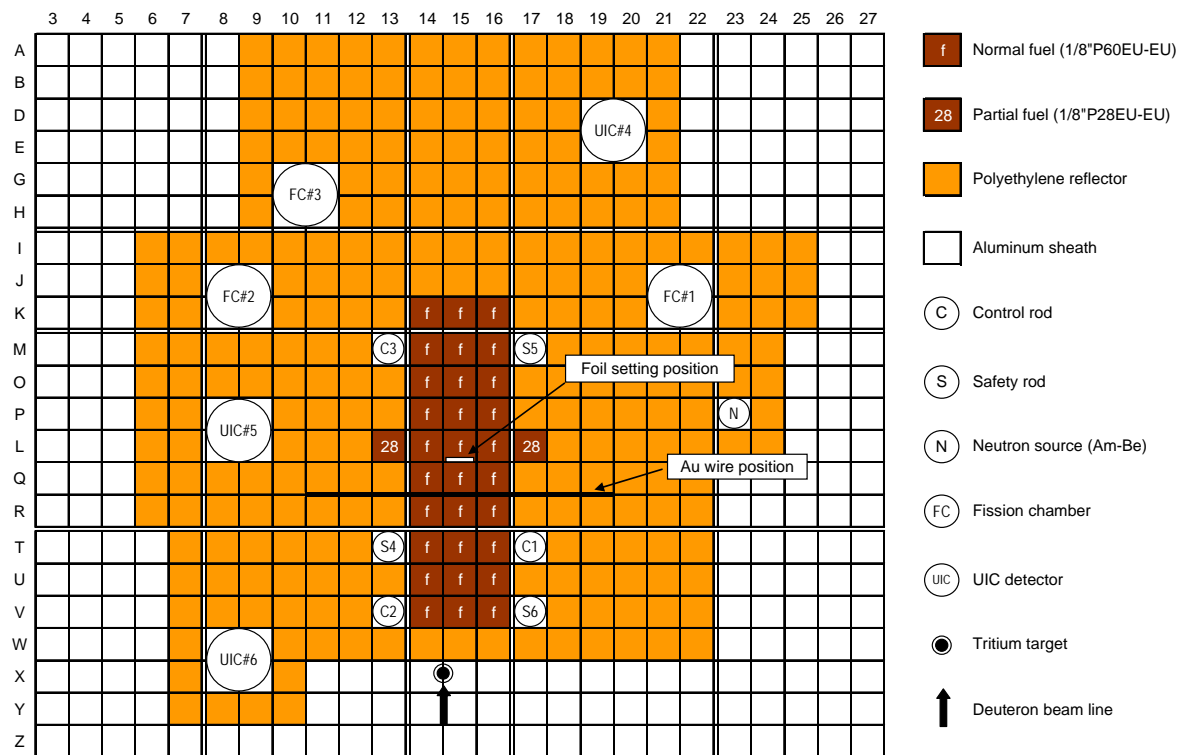 3 4 5 6 7 8 9 10 11 12 13 14 15 16 17 18 19 20 21 22 23 24 25 26 27
A
f Normal fuel (1/8"P60EU-EU)
B
D
UIC#4
28 Partial fuel (1/8"P28EU-EU)
E
G
FC#3
Polyethylene reflector
H
I
Aluminum sheath
J
FC#2 FC#1
K f f f
C Control rod
M C3 f f f S5
Foil setting position
O f f f
S Safety rod
P f f f N
UIC#5
L 28 f f f 28
N Neutron source (Am-Be)
Au wire position
Q f f f
R f f f
FC Fission chamber
T S4 f f f C1
U f f f
UIC UIC detector
V C2 f f f S6
W
UIC#6
Tritium target
X
Y
Deuteron beam line
Z